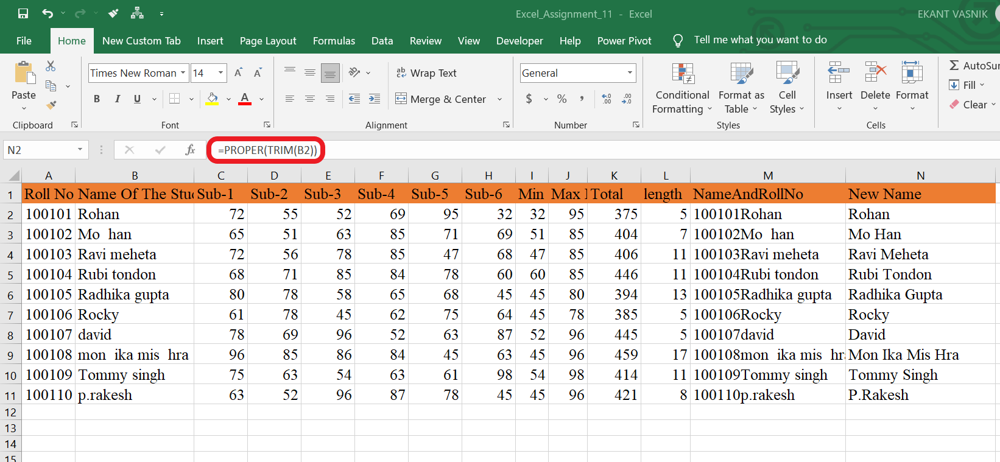 Excel_Assignment_11 - Excel
EKANT VASNIK
File Home New Custom Tab Insert Page Layout Formulas Data Review View Developer Help Power Pivot Tell me what you want to do
Paste
Clipboard
Times New Roman 14
B I U A
Font
ab Wrap Text
Merge & Center
Alignment
General
$ % , .00
Number
Conditional Formatting
Format as Table
Cell Styles
Styles
Insert Delete Format
Cells
Σ AutoSu
Fill
Clear
N2 fx =PROPER(TRIM(B2))
A B C D E F G H I J K L M N
1 Roll No Name Of The Stu Sub-1 Sub-2 Sub-3 Sub-4 Sub-5 Sub-6 Min Max Total length NameAndRollNo New Name
2 100101 Rohan 72 55 52 69 95 32 32 95 375 5 100101Rohan Rohan
3 100102 Mo  han 65 51 63 85 71 69 51 85 404 7 100102Mo  han Mo Han
4 100103 Ravi meheta 72 56 78 85 47 68 47 85 406 11 100103Ravi meheta Ravi Meheta
5 100104 Rubi tondon 68 71 85 84 78 60 60 85 446 11 100104Rubi tondon Rubi Tondon
6 100105 Radhika gupta 80 78 58 65 68 45 45 80 394 13 100105Radhika gupta Radhika Gupta
7 100106 Rocky 61 78 45 62 75 64 45 78 385 5 100106Rocky Rocky
8 100107 david 78 69 96 52 63 87 52 96 445 5 100107david David
9 100108 mon  ika mis  hra 96 85 86 84 45 63 45 96 459 17 100108mon  ika mis  hr Mon Ika Mis Hra
10 100109 Tommy singh 75 63 54 63 61 98 54 98 414 11 100109Tommy singh Tommy Singh
11 100110 p.rakesh 63 52 96 87 78 45 45 96 421 8 100110p.rakesh P.Rakesh
12
13
14
15